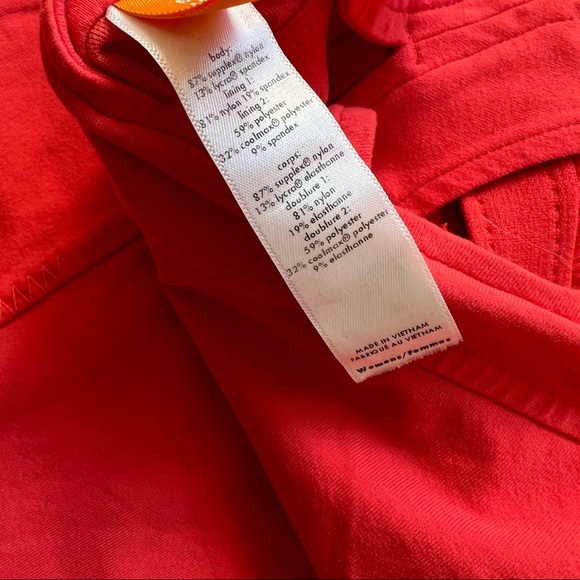 body:
87% supplex® nylon
13% lycra® spandex
lining 1:
81% nylon 19% spandex
lining 2:
59% polyester
32% coolmax® polyester
9% spandex
corps:
87% supplex® nylon
13% lycra® elasthanne
doublure 1:
81% nylon
19% elasthanne
doublure 2:
59% polyester
32% coolmax® polyester
9% elasthanne
MADE IN VIETNAM
FABRIQUÉ AU VIETNAM
Womens/Femmes